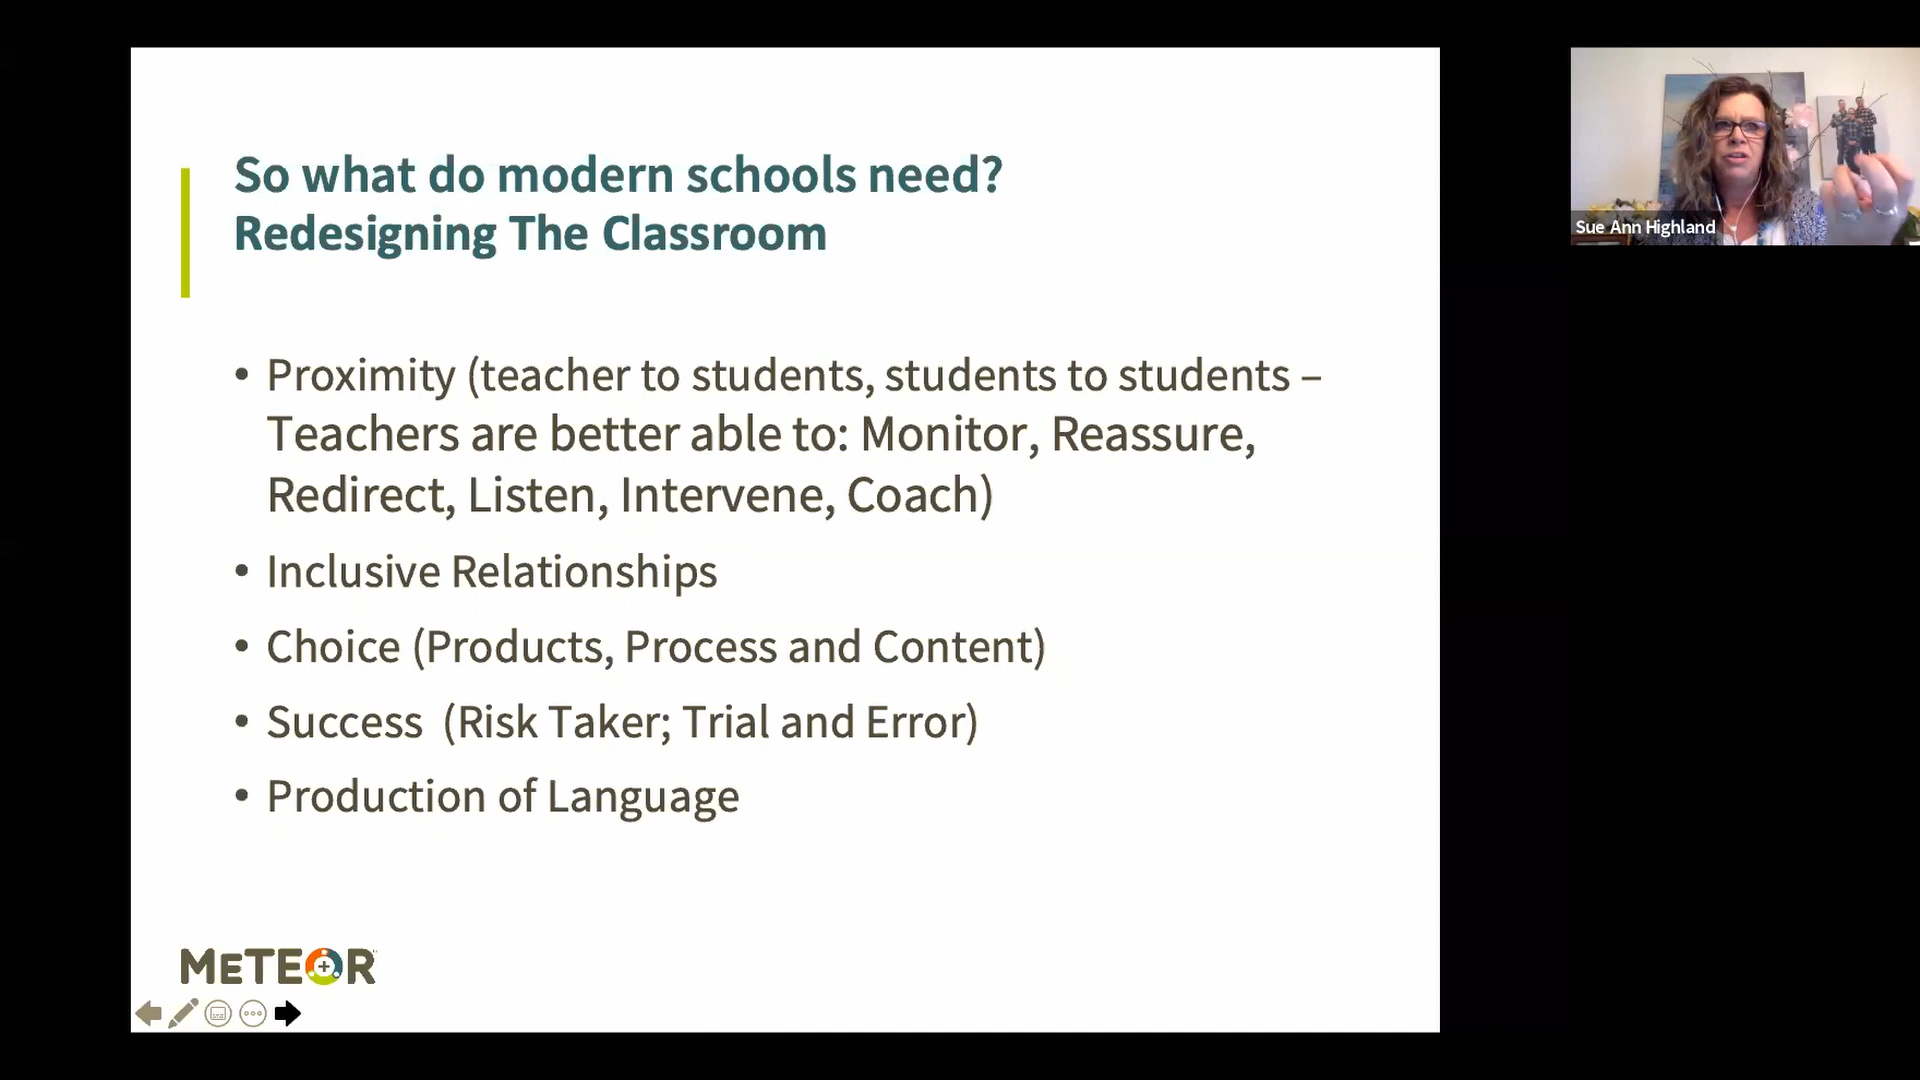 So what do modern schools need?
Redesigning The Classroom
• Proximity (teacher to students, students to students –
Teachers are better able to: Monitor, Reassure,
Redirect, Listen, Intervene, Coach)
• Inclusive Relationships
• Choice (Products, Process and Content)
• Success (Risk Taker; Trial and Error)
• Production of Language
METEOR
Sue Ann Highland